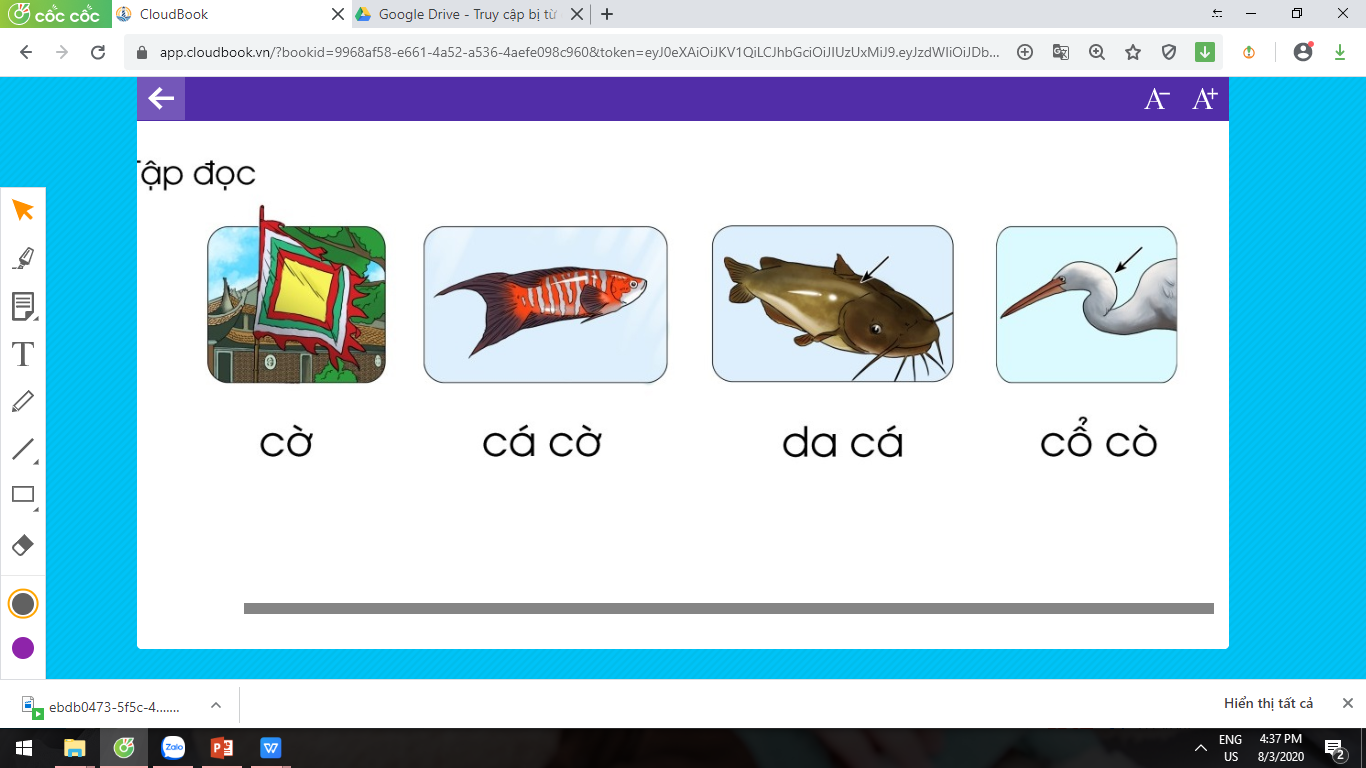 cốc cốc
CloudBook
Google Drive - Truy cập bị từ
app.cloudbook.vn/?bookid=9968af58-e661-4a52-a536-4aefe098c960&token=eyJ0eXAiOiJKV1QiLCJhbGciOiJIUzUxMiJ9.eyJzdWIiOiJDb...
A− A+
Tập đọc
cờ
cá cờ
da cá
cổ cò
T
ebdb0473-5f5c-4.......
Hiển thị tất cả
Zalo
ENG
US
4:37 PM
8/3/2020
2